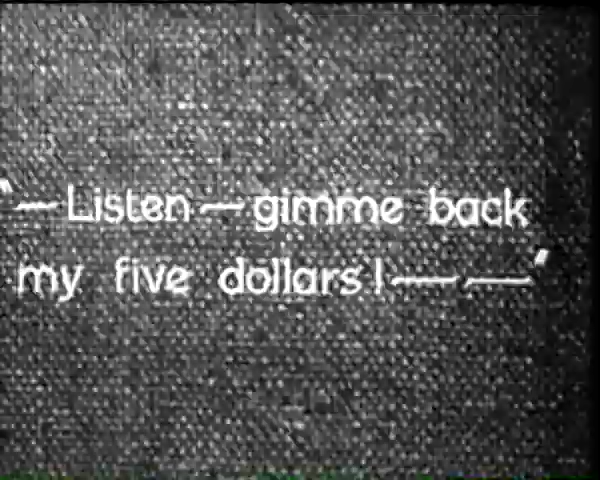 "— Listen — gimme back
my five dollars! — — "